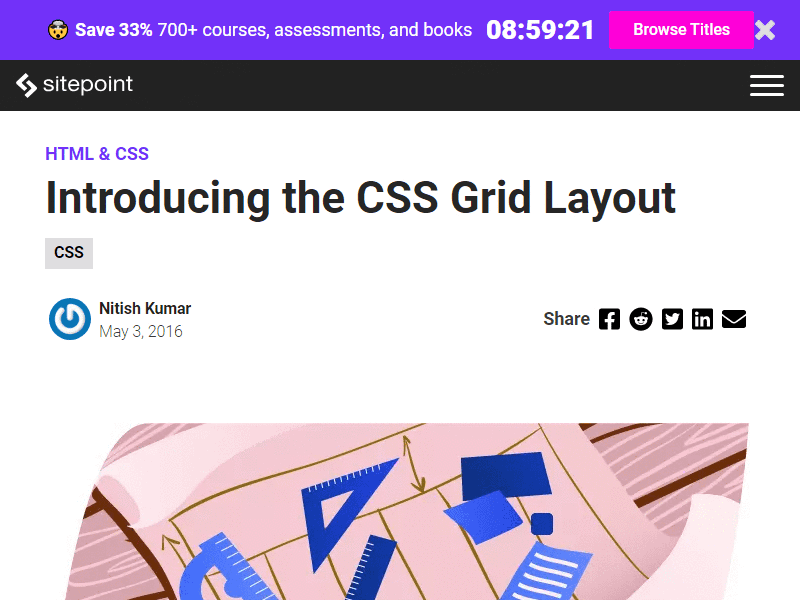 Save 33% 700+ courses, assessments, and books 08:59:21 Browse Titles
sitepoint
HTML & CSS
Introducing the CSS Grid Layout
CSS
Nitish Kumar
May 3, 2016
Share